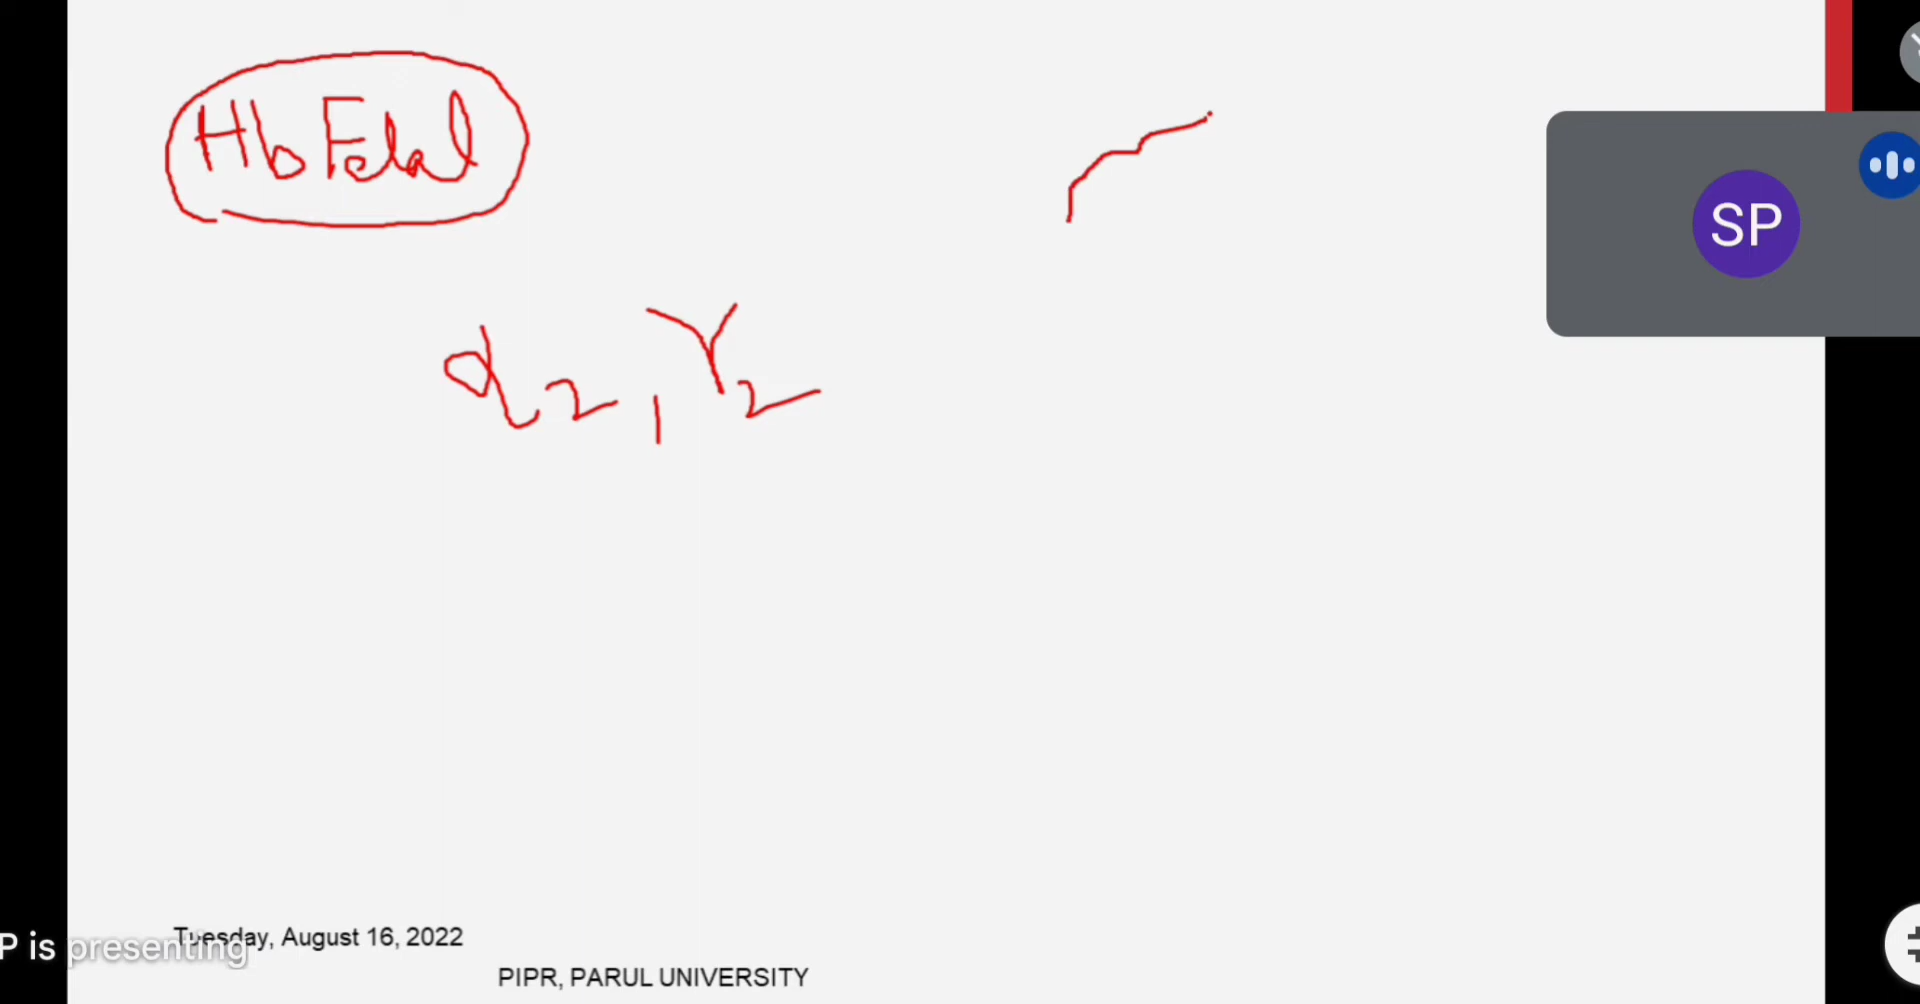 Hb Fetal
SP
α2, γ2
Tuesday, August 16, 2022
P is presenting
PIPR, PARUL UNIVERSITY